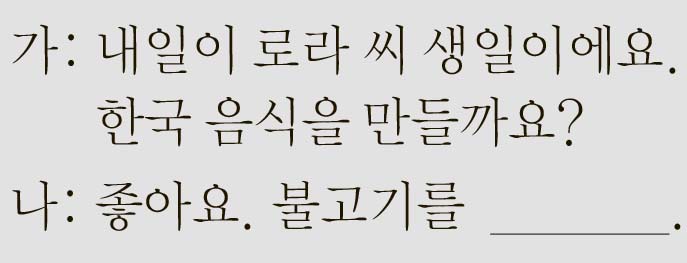 가: 내일이 로라 씨 생일이에요.
한국 음식을 만들까요?
나: 좋아요. 불고기를 ________.